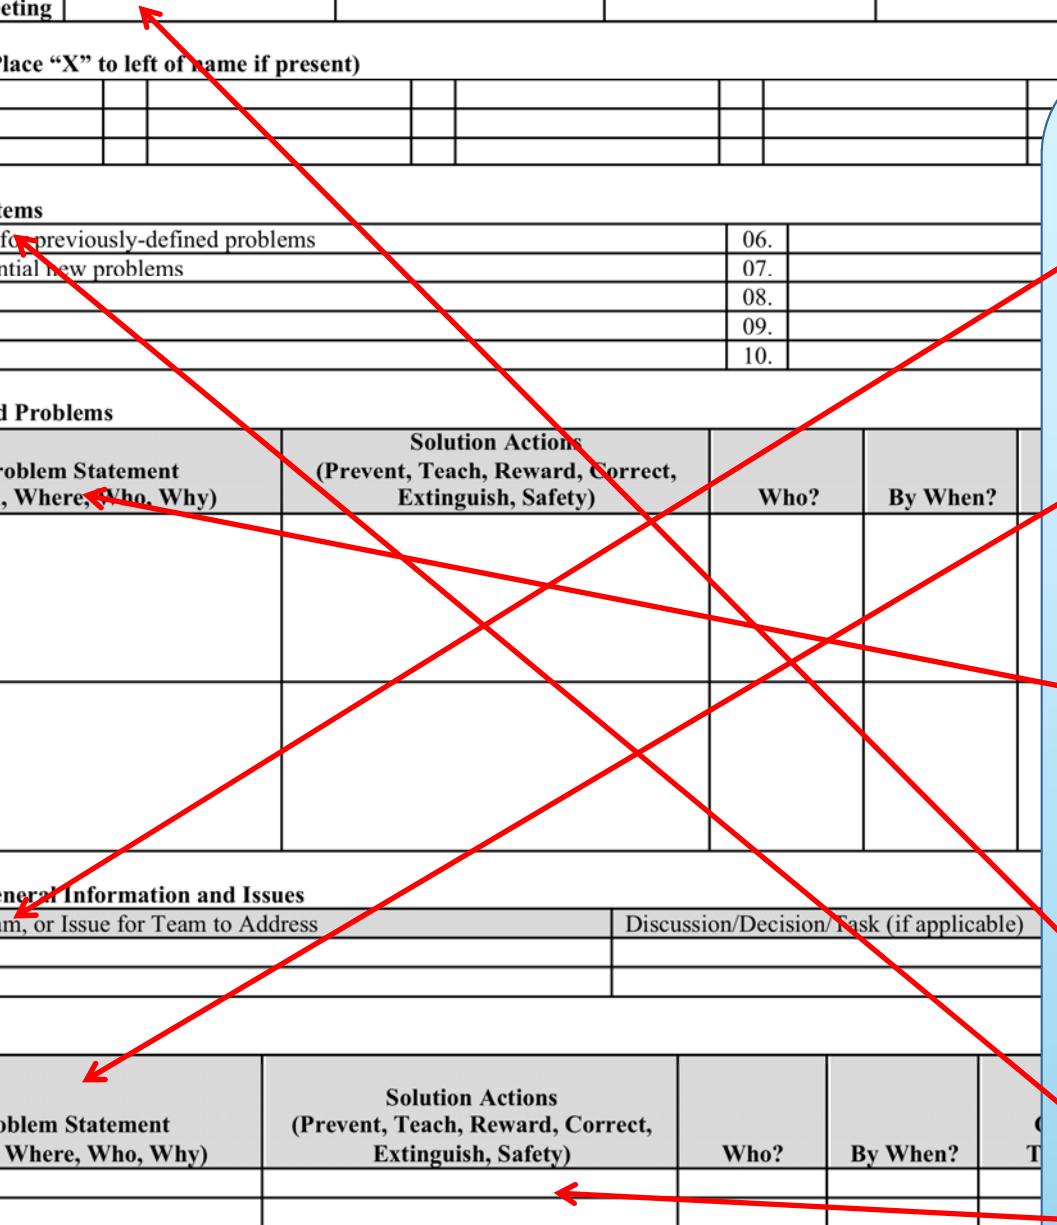 eting
Place “X” to left of name if present)
tems
for previously-defined problems 06.
ntial new problems 07.
08.
09.
10.
d Problems
Solution Actions
roblem Statement (Prevent, Teach, Reward, Correct,
, Where, Who, Why) Extinguish, Safety) Who? By When?
eneral Information and Issues
am, or Issue for Team to Address Discussion/Decision/Task (if applicable)
Solution Actions
oblem Statement (Prevent, Teach, Reward, Correct,
Where, Who, Why) Extinguish, Safety) Who? By When? T